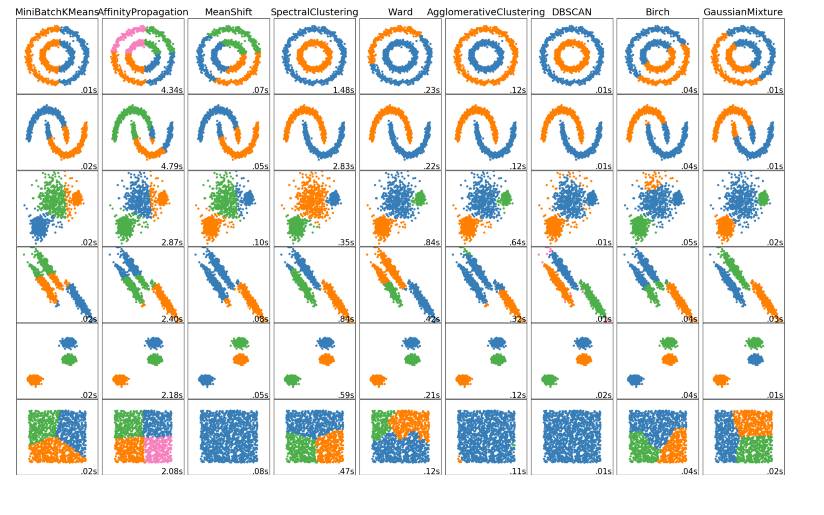 MiniBatchKMeans AffinityPropagation MeanShift SpectralClustering Ward AgglomerativeClustering DBSCAN Birch GaussianMixture
.01s 4.34s .07s 1.48s .23s .12s .01s .04s .01s
.02s 4.79s .05s 2.83s .22s .12s .01s .04s .01s
.02s 2.87s .10s .35s .84s .64s .01s .05s .02s
.02s 2.40s .08s .84s .42s .32s .01s .04s .03s
.02s 2.18s .05s .59s .21s .12s .02s .04s .01s
.02s 2.08s .08s .47s .12s .11s .01s .04s .02s